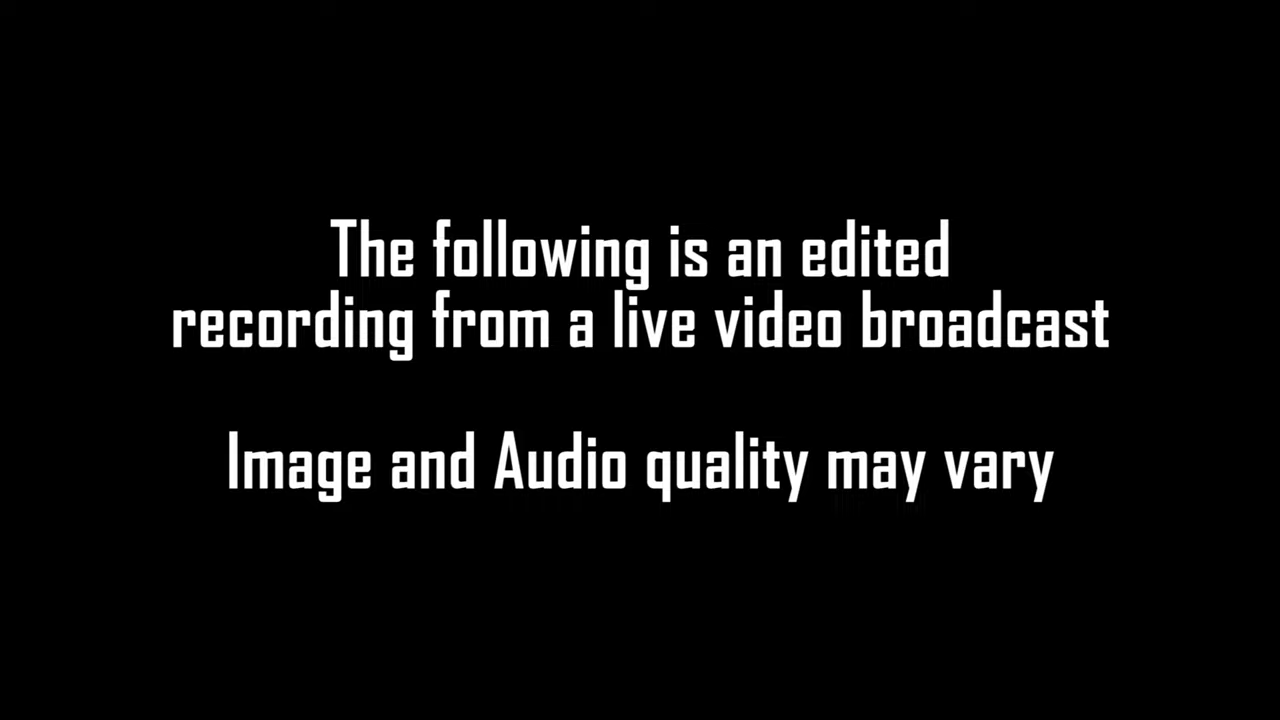 The following is an edited
recording from a live video broadcast
Image and Audio quality may vary